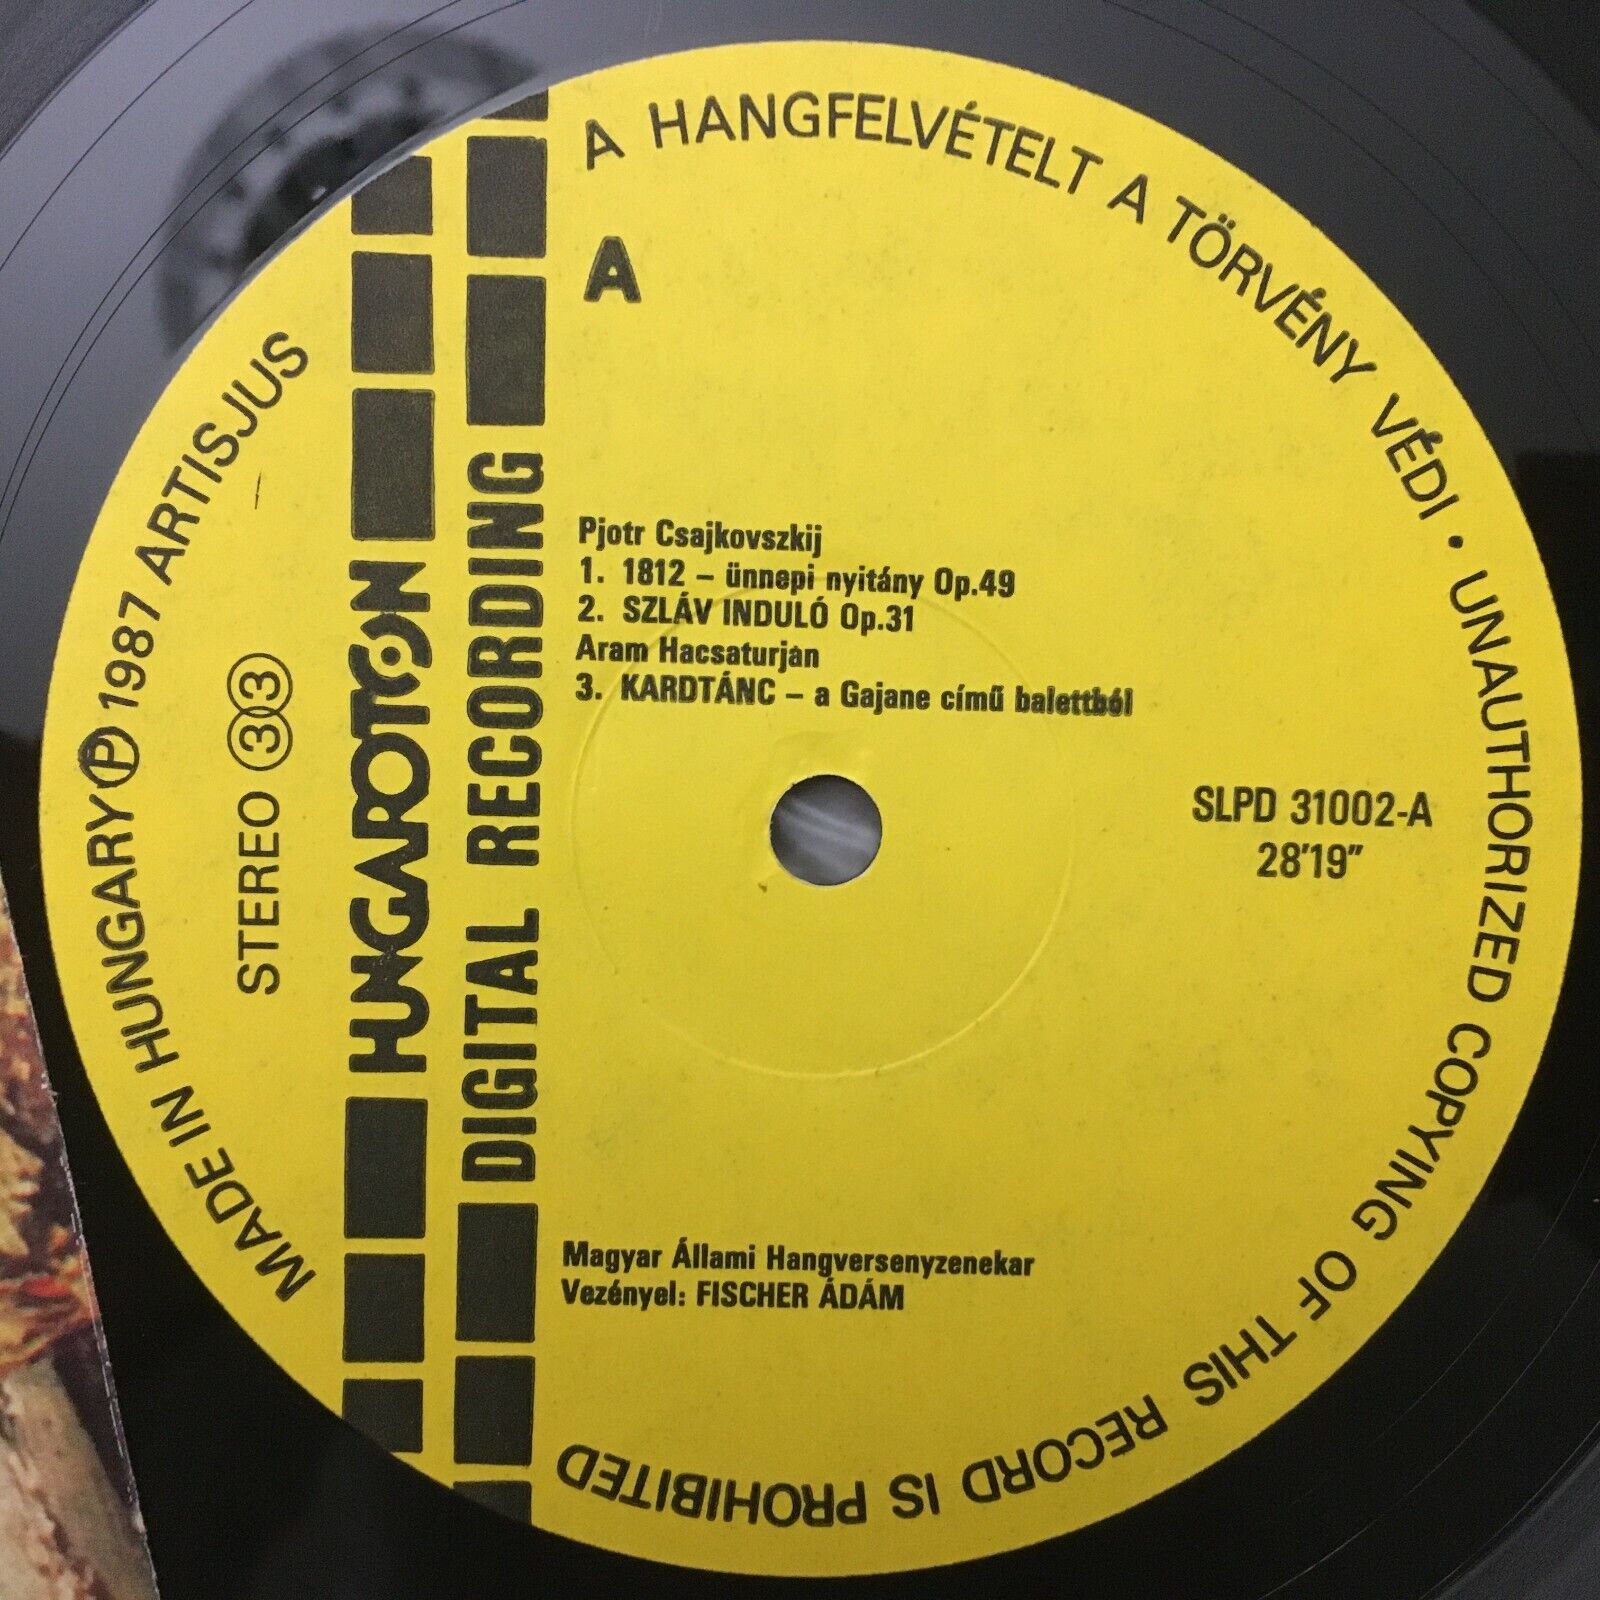 A HANGFELVÉTELT A TÖRVÉNY VÉDI • UNAUTHORIZED COPYING OF THIS RECORD IS PROHIBITED
MADE IN HUNGARY Ⓟ 1987 ARTISJUS
STEREO 33
HUNGAROTON
DIGITAL RECORDING
A
Pjotr Csajkovszkij
1. 1812 – ünnepi nyitány Op.49
2. SZLÁV INDULÓ Op.31
Aram Hacsaturjan
3. KARDTÁNC – a Gajane című balettból
SLPD 31002-A
28'19"
Magyar Állami Hangversenyzenekar
Vezényel: FISCHER ÁDÁM